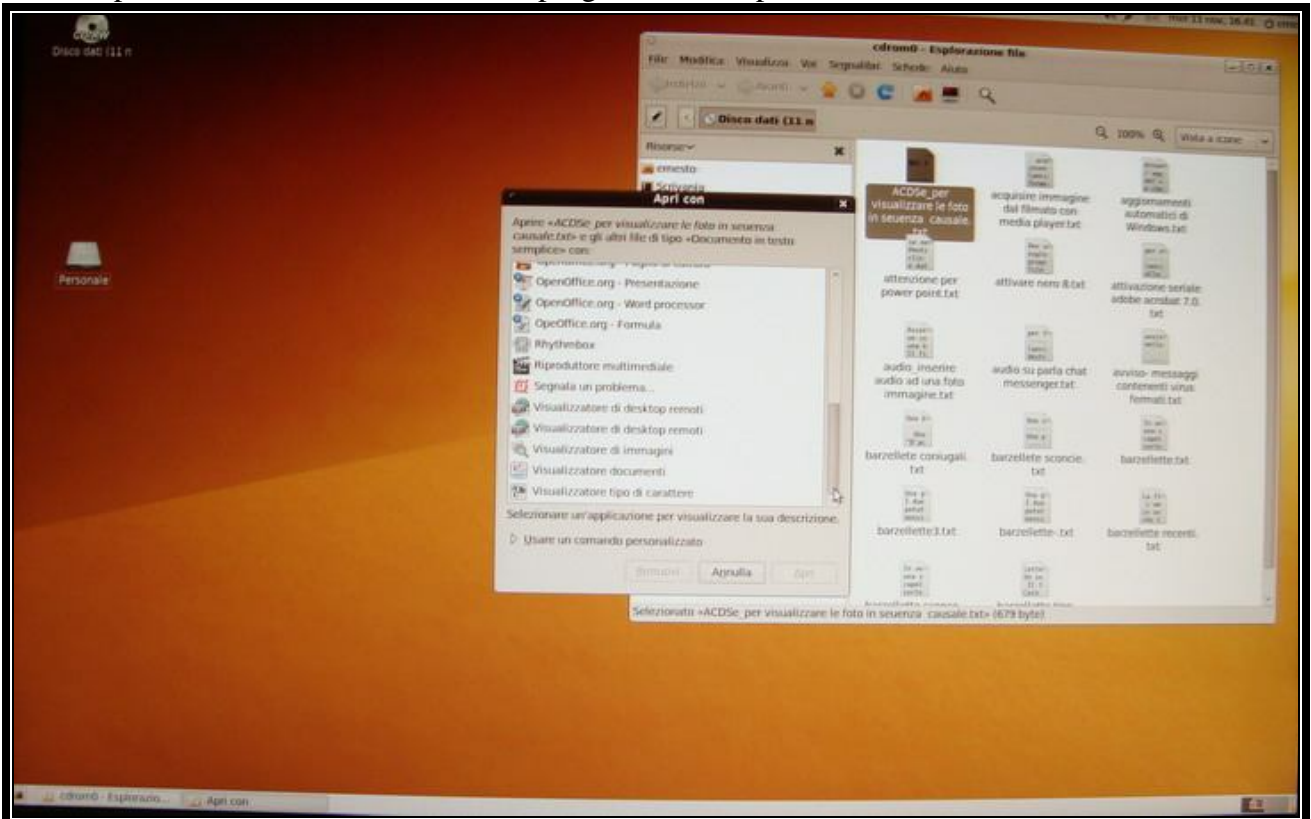 mer 11 nov, 16.41
Disco dati (11 n
cdrom0 - Esplorazione file
File Modifica Visualizza Vai Segnalibri Schede Aiuto
Indietro Avanti
Disco dati (11 n
100% Vista a icone
Risorse
ernesto
Scrivania
ACDSe_per
visualizzare le foto
in seuenza causale.
txt
acquisire immagine
dal filmato con
media player.txt
aggiornamenti
automatici di
Windows.txt
attenzione per
power point.txt
attivare nero 8.txt
attivazione seriale
adobe acrobat 7.0.
txt
audio_inserire
audio ad una foto
immagine.txt
audio su parla chat
messenger.txt
avviso- messaggi
contenenti virus
formati.txt
barzellete coniugali.
txt
barzellete sconcie.
txt
barzellette.txt
barzellette3.txt
barzellette-.txt
barzellette recenti.
txt
Selezionato «ACDSe_per visualizzare le foto in seuenza causale.txt» (679 byte)
Apri con
Aprire «ACDSe_per visualizzare le foto in seuenza
causale.txt» e gli altri file di tipo «Documento in testo
semplice» con:
OpenOffice.org - Presentazione
OpenOffice.org - Word processor
OpeOffice.org - Formula
Rhythmbox
Riproduttore multimediale
Segnala un problema...
Visualizzatore di desktop remoti
Visualizzatore di desktop remoti
Visualizzatore di immagini
Visualizzatore documenti
Visualizzatore tipo di carattere
Selezionare un'applicazione per visualizzare la sua descrizione.
Usare un comando personalizzato
Rimuovi Annulla Apri
Personale
cdrom0 - Esplorazio... Apri con